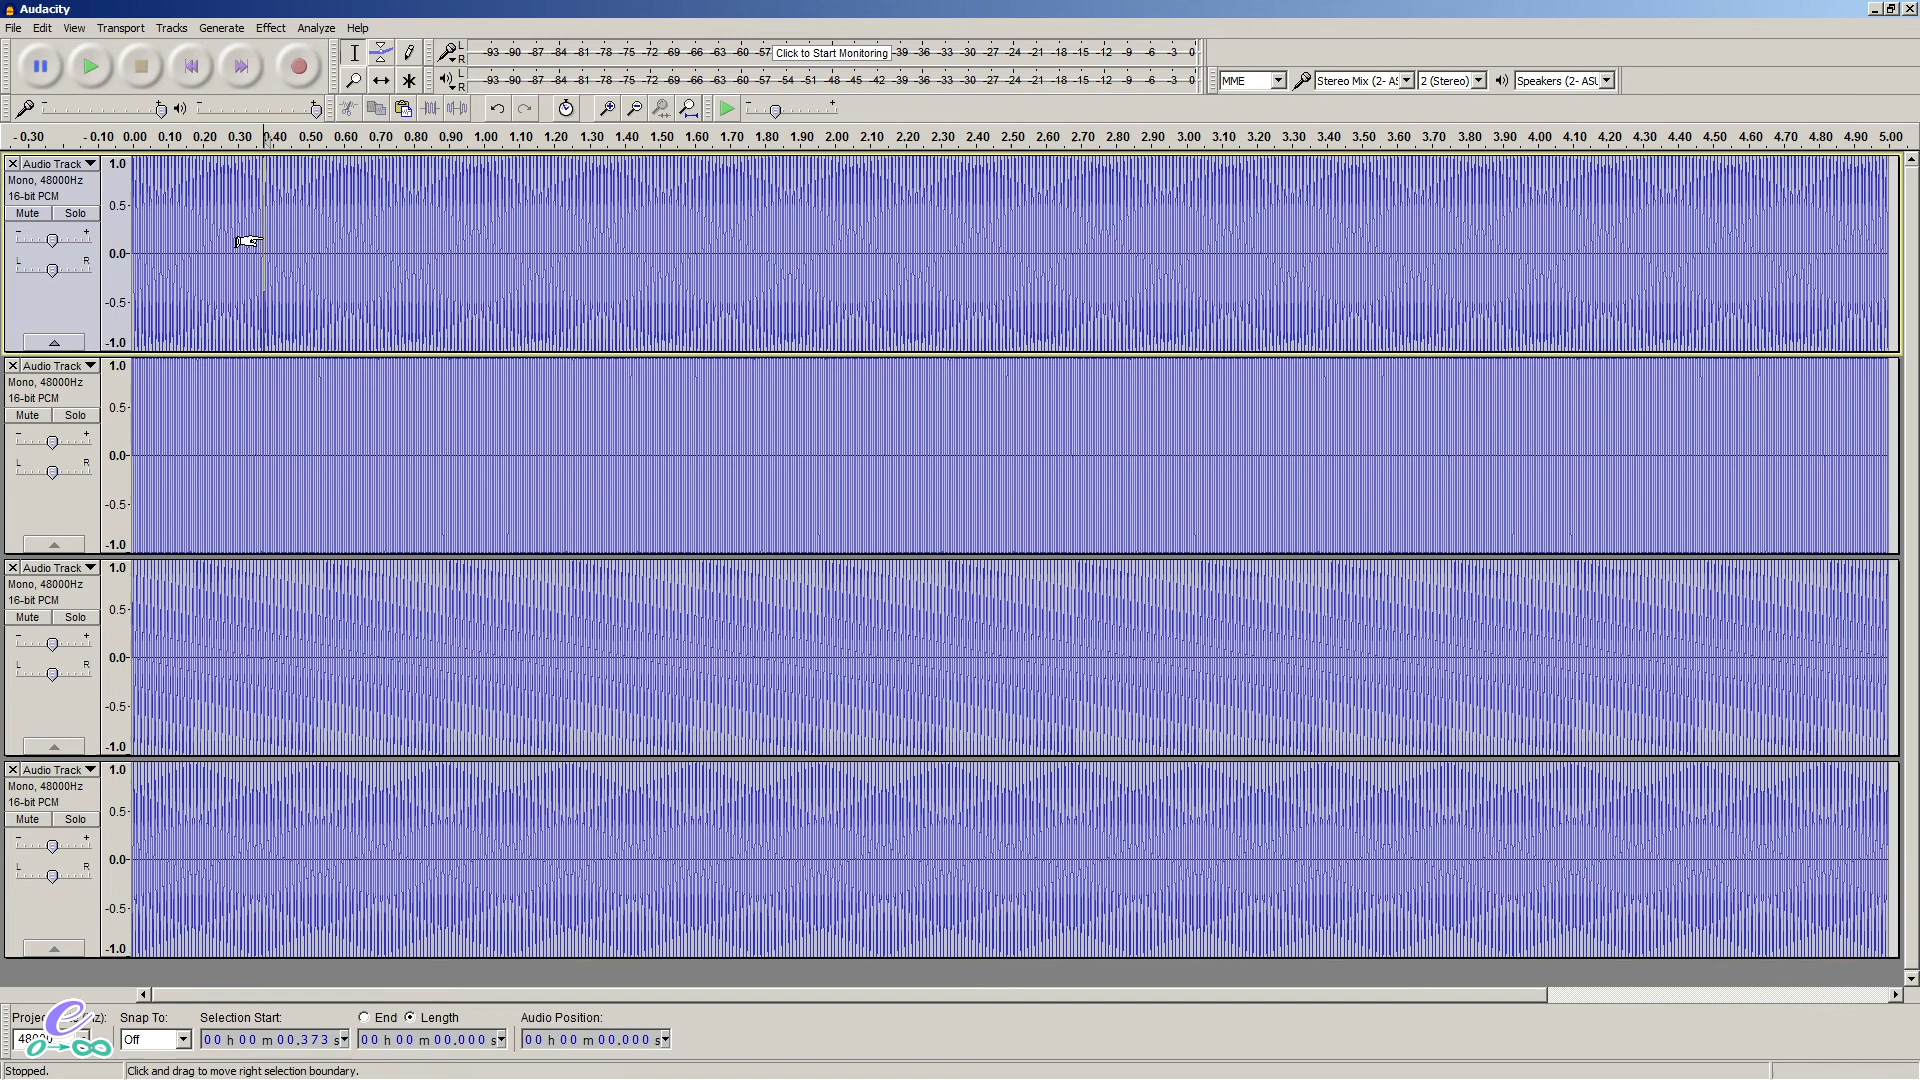 Audacity
File Edit View Transport Tracks Generate Effect Analyze Help
L R -93 -90 -87 -84 -81 -78 -75 -72 -69 -66 -63 -60 -57 Click to Start Monitoring -39 -36 -33 -30 -27 -24 -21 -18 -15 -12 -9 -6 -3 0
L R -93 -90 -87 -84 -81 -78 -75 -72 -69 -66 -63 -60 -57 -54 -51 -48 -45 -42 -39 -36 -33 -30 -27 -24 -21 -18 -15 -12 -9 -6 -3 0
MME Stereo Mix (2- AS 2 (Stereo) Speakers (2- ASU
- + - + - +
-0.30 -0.10 0.00 0.10 0.20 0.30 0.40 0.50 0.60 0.70 0.80 0.90 1.00 1.10 1.20 1.30 1.40 1.50 1.60 1.70 1.80 1.90 2.00 2.10 2.20 2.30 2.40 2.50 2.60 2.70 2.80 2.90 3.00 3.10 3.20 3.30 3.40 3.50 3.60 3.70 3.80 3.90 4.00 4.10 4.20 4.30 4.40 4.50 4.60 4.70 4.80 4.90 5.00
Audio Track 1.0
Mono, 48000Hz
16-bit PCM 0.5-
Mute Solo
- +
0.0-
L R
-0.5-
-1.0
Audio Track 1.0
Mono, 48000Hz
16-bit PCM 0.5-
Mute Solo
- +
0.0-
L R
-0.5-
-1.0
Audio Track 1.0
Mono, 48000Hz
16-bit PCM 0.5-
Mute Solo
- +
0.0-
L R
-0.5-
-1.0
Audio Track 1.0
Mono, 48000Hz
16-bit PCM 0.5-
Mute Solo
- +
0.0-
L R
-0.5-
-1.0
Snap To: Selection Start: End Length Audio Position:
Off 00 h 00 m 00.373 s 00 h 00 m 00.000 s 00 h 00 m 00.000 s
Stopped. Click and drag to move right selection boundary.